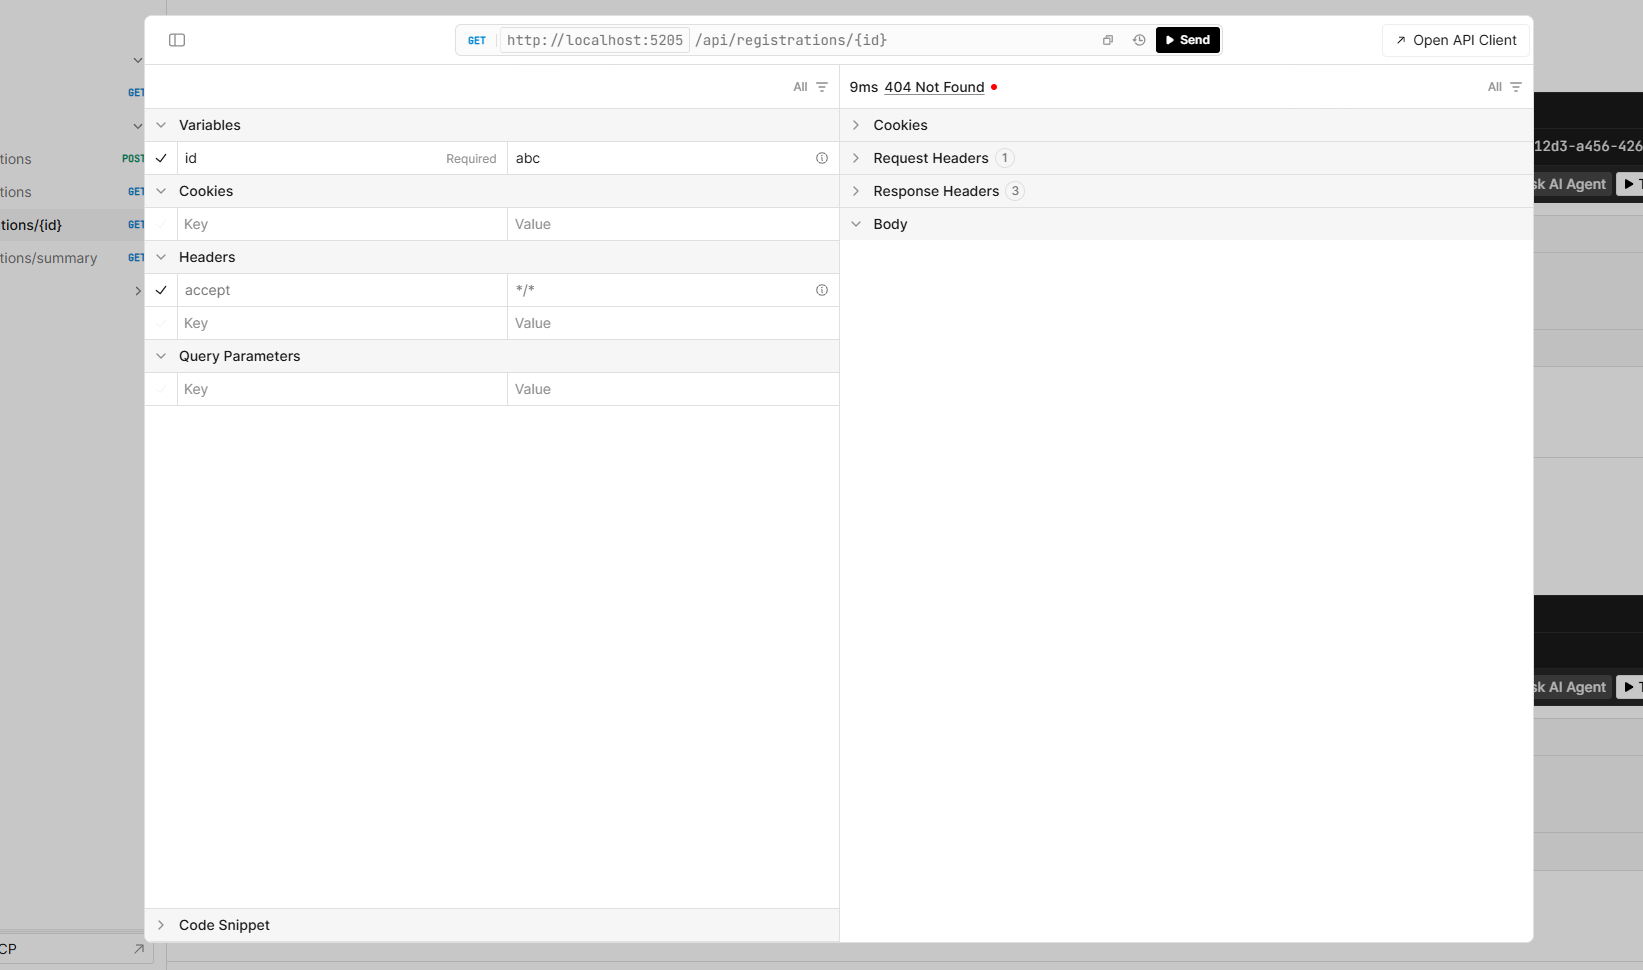 GET http://localhost:5205 /api/registrations/{id}
Send
Open API Client
All
9ms 404 Not Found
All
Variables
id Required abc
Cookies
Key Value
Headers
accept */*
Key Value
Query Parameters
Key Value
Code Snippet
Cookies
Request Headers 1
Response Headers 3
Body
GET
tions POST
tions GET
tions/{id} GET
tions/summary GET
CP
12d3-a456-426
sk AI Agent
sk AI Agent